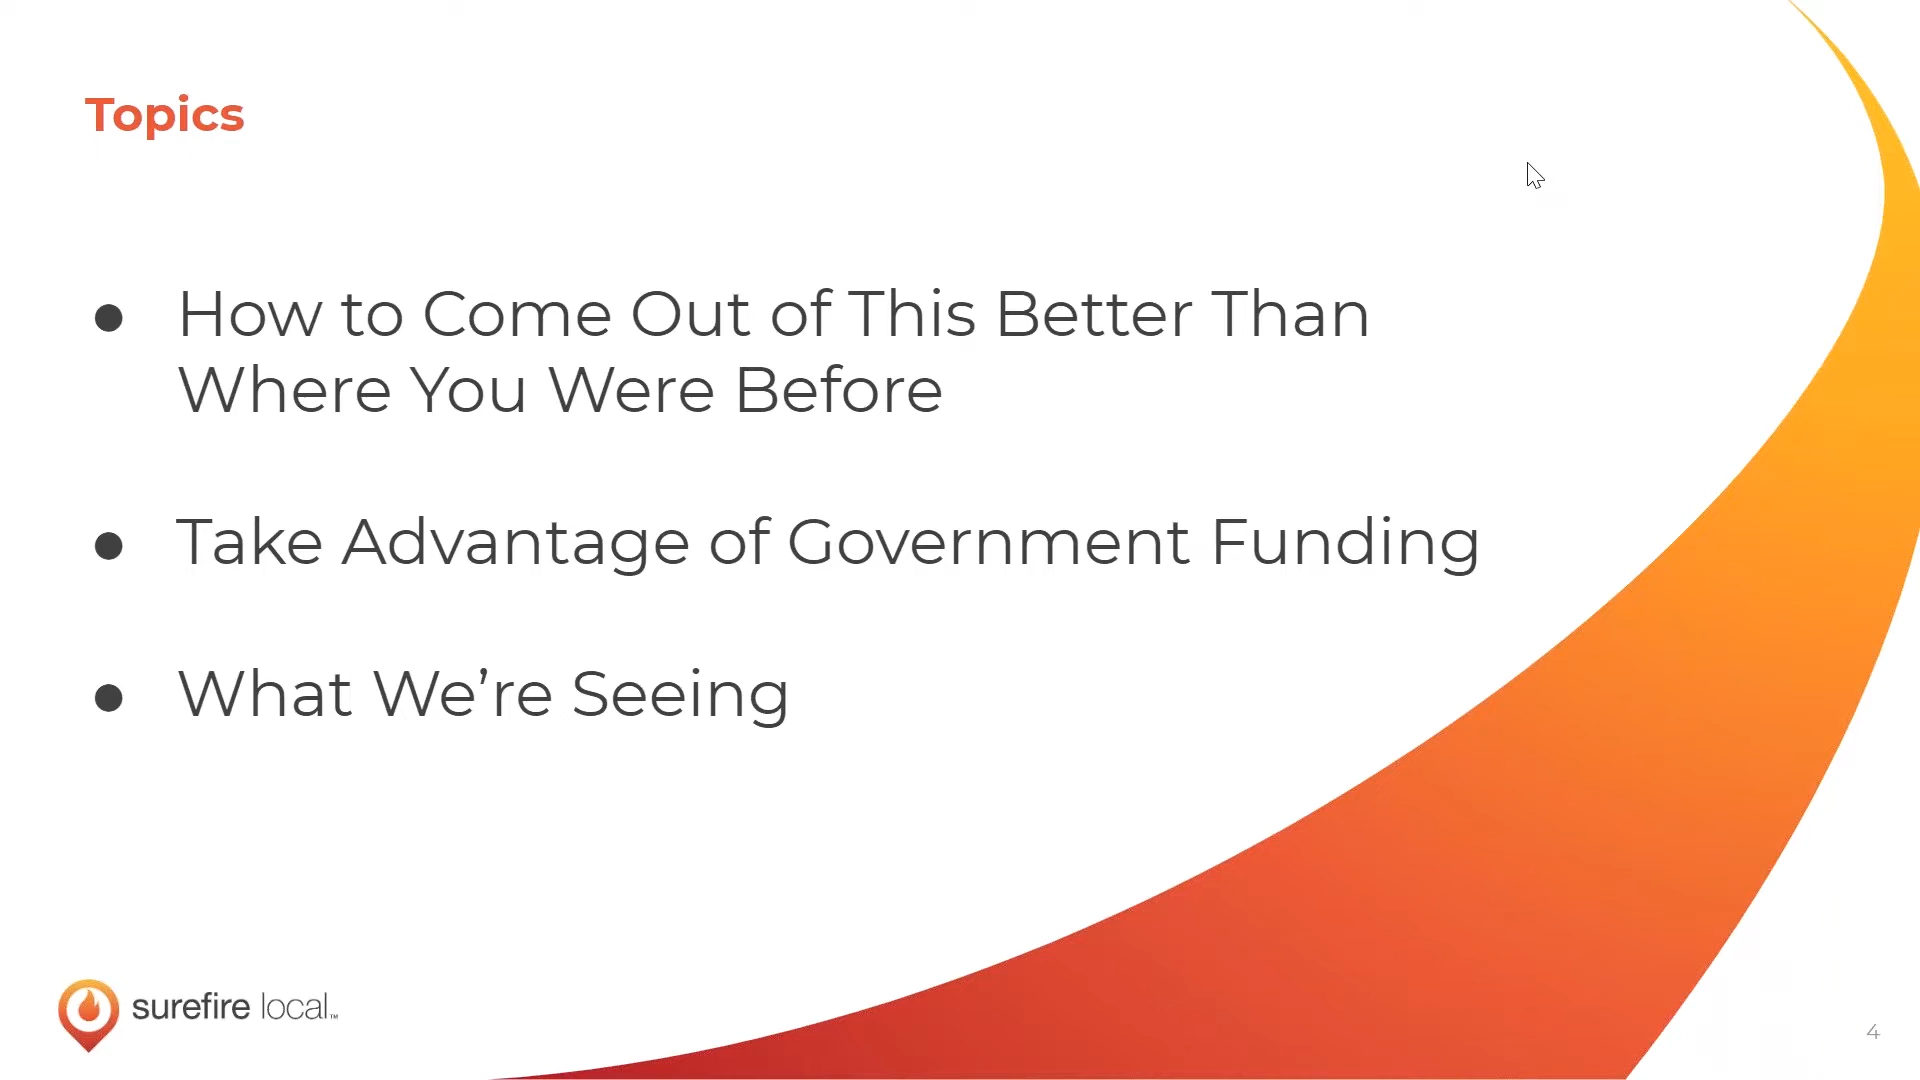 Topics
● How to Come Out of This Better Than
Where You Were Before
● Take Advantage of Government Funding
● What We’re Seeing
surefire local™
4